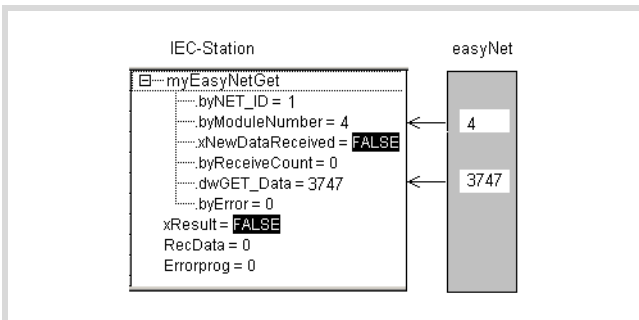 IEC-Station
easyNet
myEasyNetGet
.byNET_ID = 1
.byModuleNumber = 4
4
.xNewDataReceived = FALSE
.byReceiveCount = 0
.dwGET_Data = 3747
3747
.byError = 0
xResult = FALSE
RecData = 0
Errorprog = 0